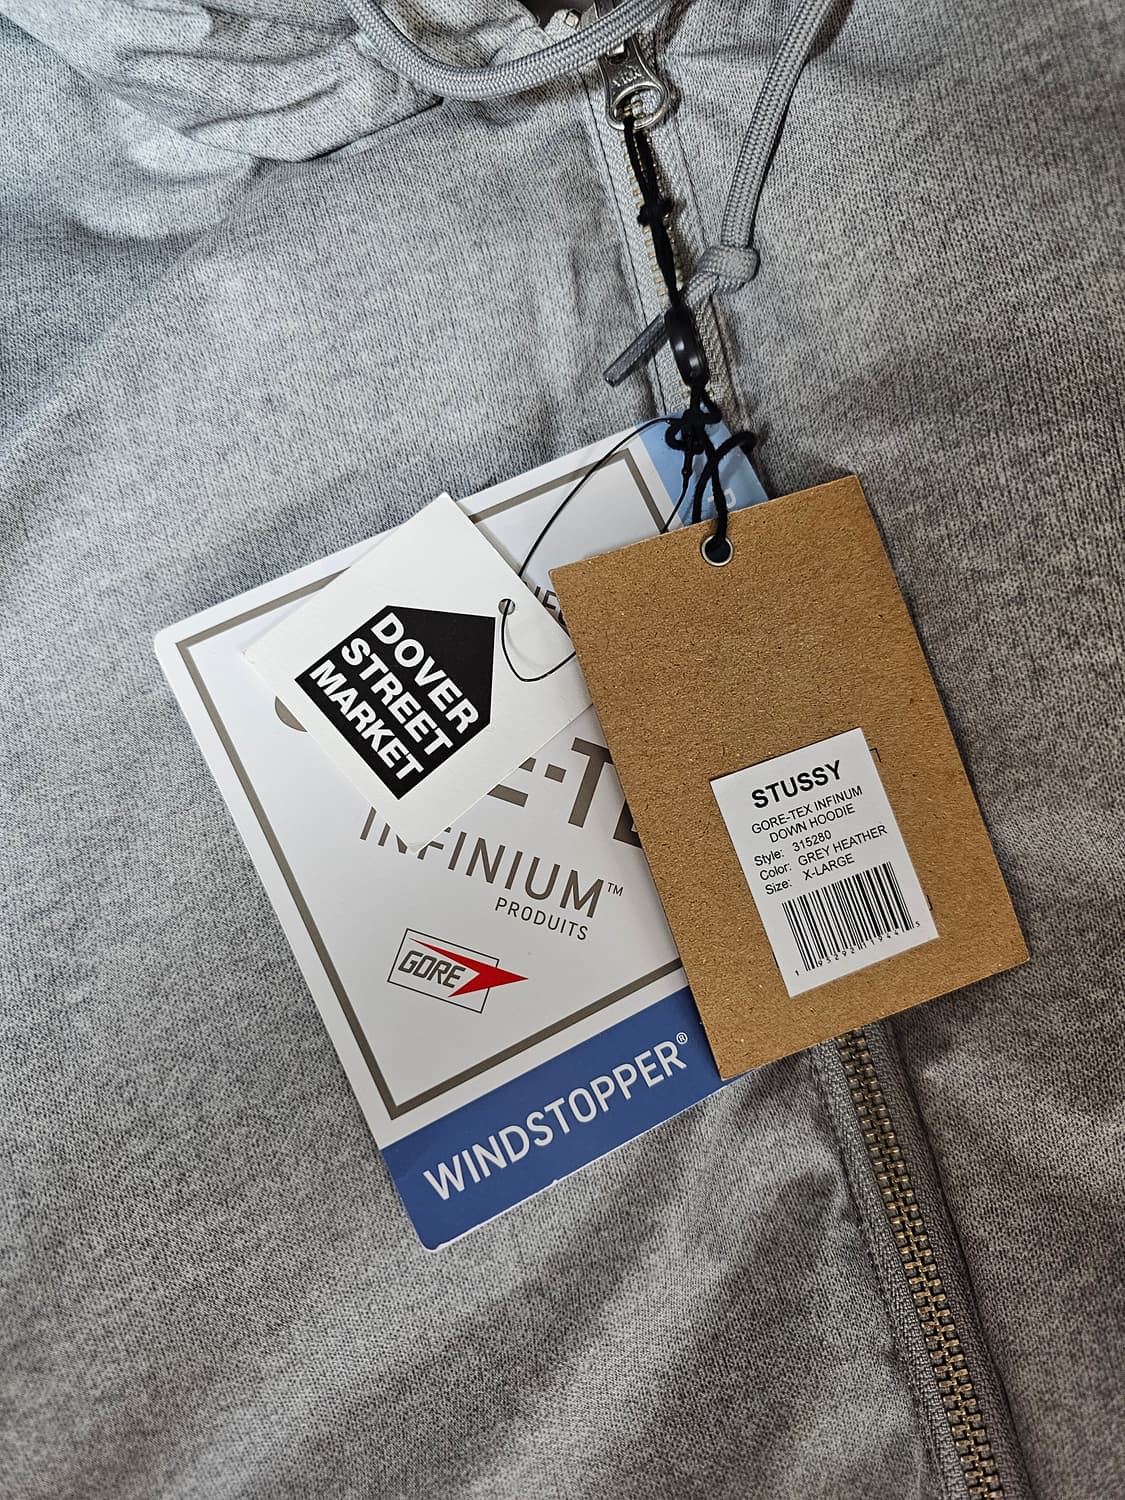 DOVER
STREET
MARKET
INFINIUM™
PRODUITS
GORE
WINDSTOPPER®
STUSSY
GORE-TEX INFINUM
DOWN HOODIE
Style: 315280
Color: GREY HEATHER
Size: X-LARGE